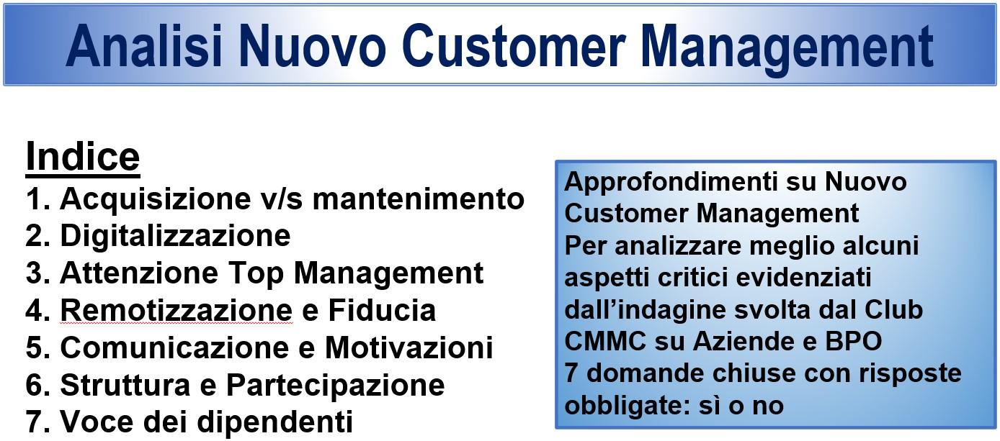 Analisi Nuovo Customer Management
Indice
1. Acquisizione v/s mantenimento
2. Digitalizzazione
3. Attenzione Top Management
4. Remotizzazione e Fiducia
5. Comunicazione e Motivazioni
6. Struttura e Partecipazione
7. Voce dei dipendenti
Approfondimenti su Nuovo
Customer Management
Per analizzare meglio alcuni
aspetti critici evidenziati
dall’indagine svolta dal Club
CMMC su Aziende e BPO
7 domande chiuse con risposte
obbligate: sì o no